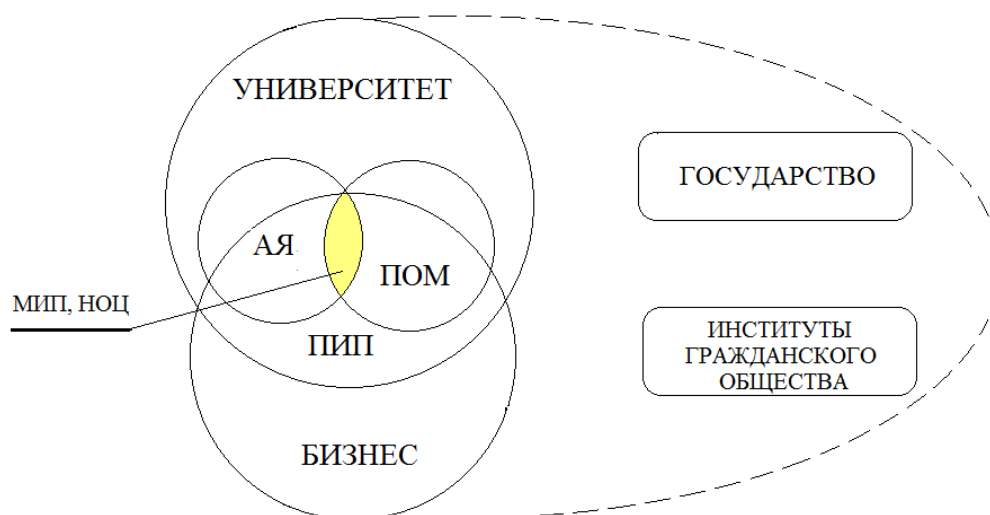 УНИВЕРСИТЕТ
ГОСУДАРСТВО
АЯ
ПОМ
МИП, НОЦ
ПИП
ИНСТИТУТЫ
ГРАЖДАНСКОГО
ОБЩЕСТВА
БИЗНЕС